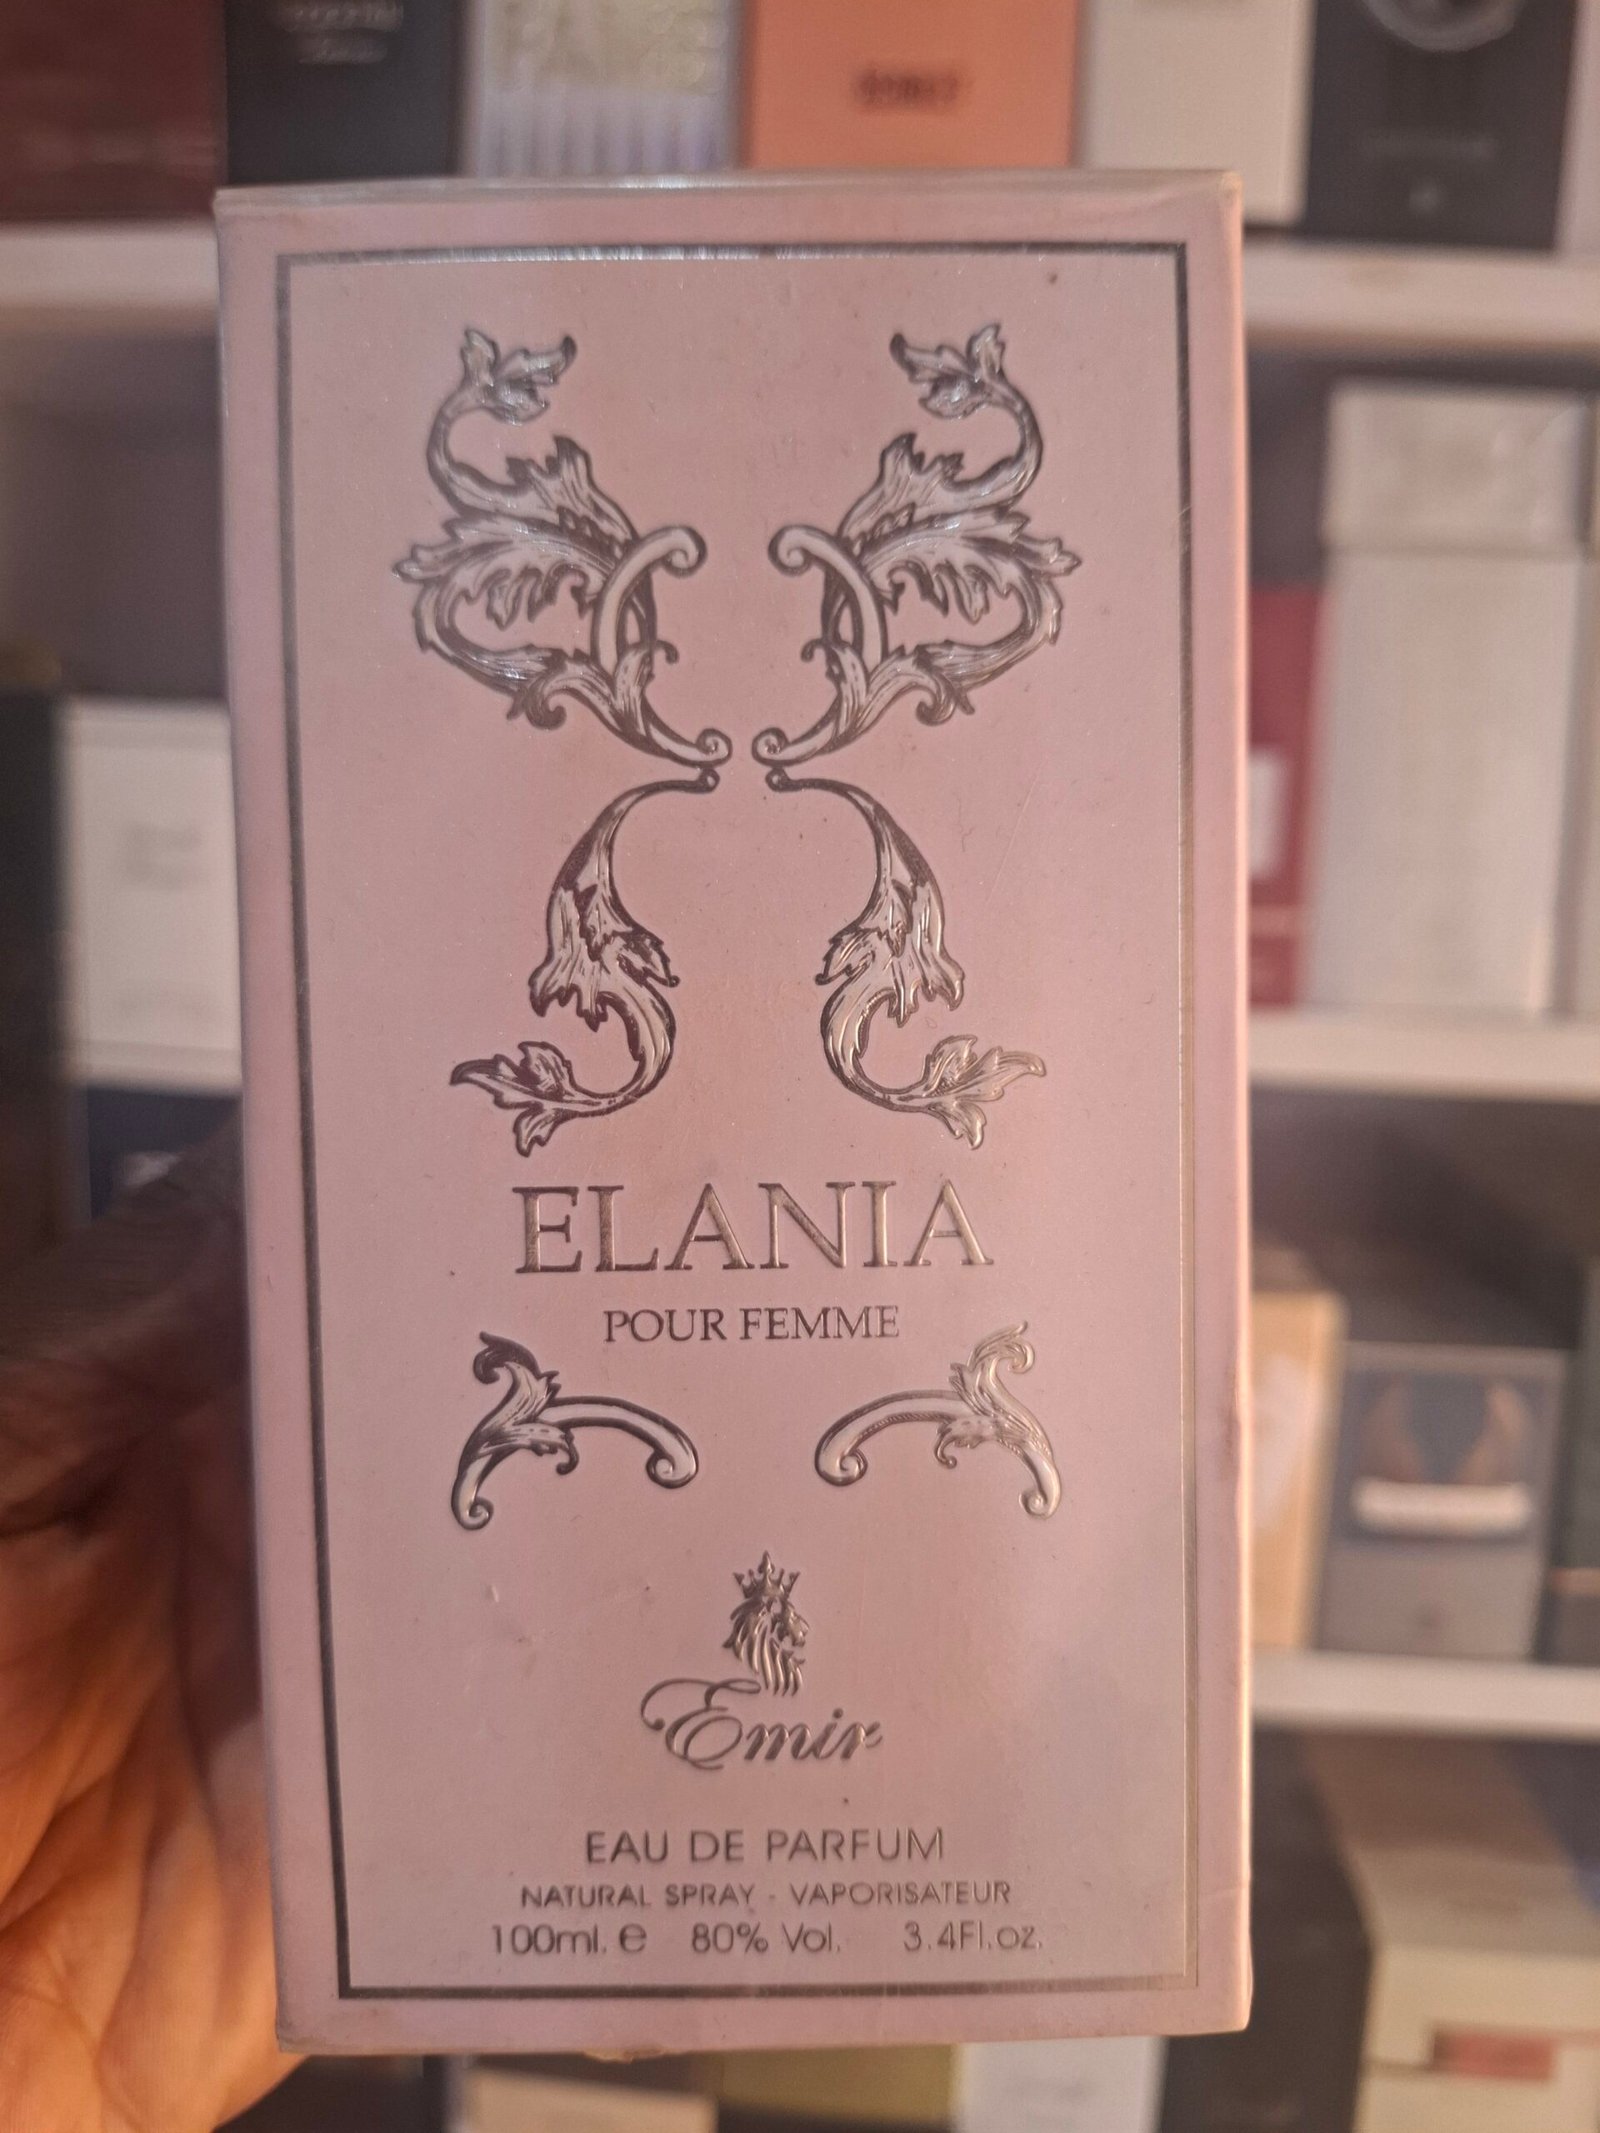 ELANIA
POUR FEMME
Emir
EAU DE PARFUM
NATURAL SPRAY - VAPORISATEUR
100ml. e 80% Vol. 3.4Fl.oz.